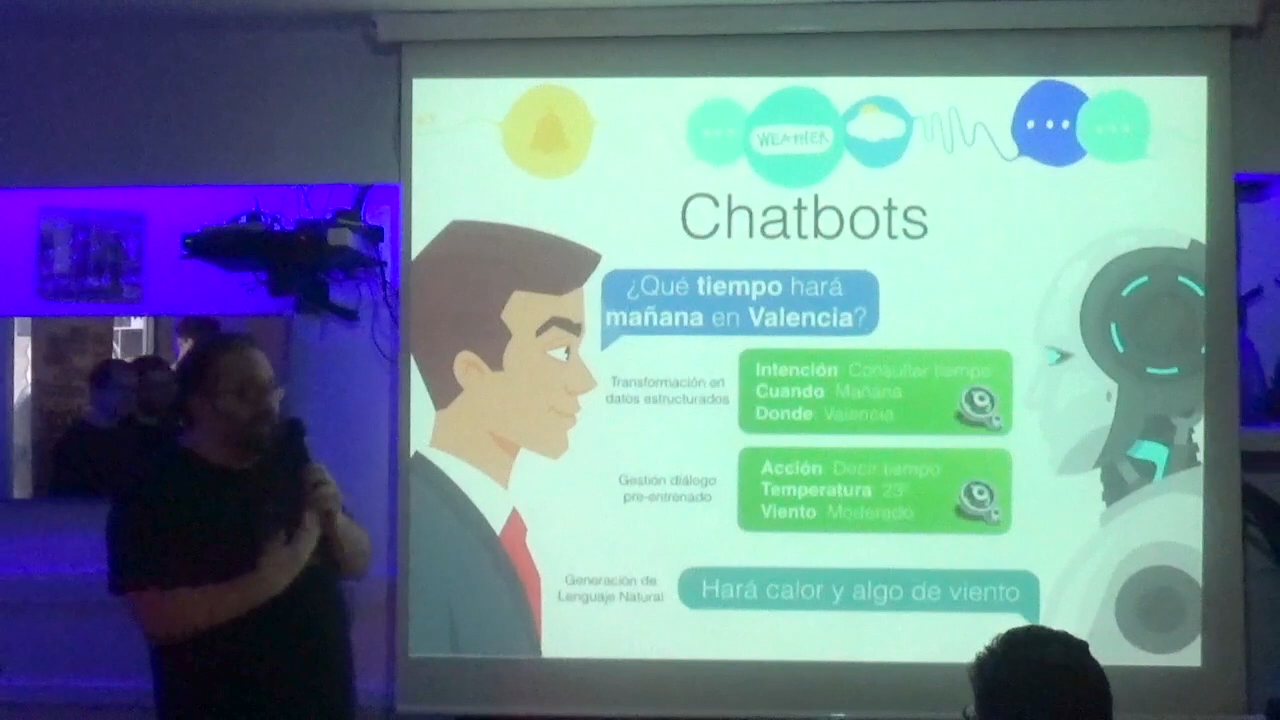 WEATHER
Chatbots
¿Qué tiempo hará
mañana en Valencia?
Transformación en
datos estructurados
Intención Consultar tiempo
Cuando Mañana
Donde Valencia
Gestión diálogo
pre-entrenado
Acción Decir tiempo
Temperatura 23º
Viento Moderado
Generación de
Lenguaje Natural
Hará calor y algo de viento